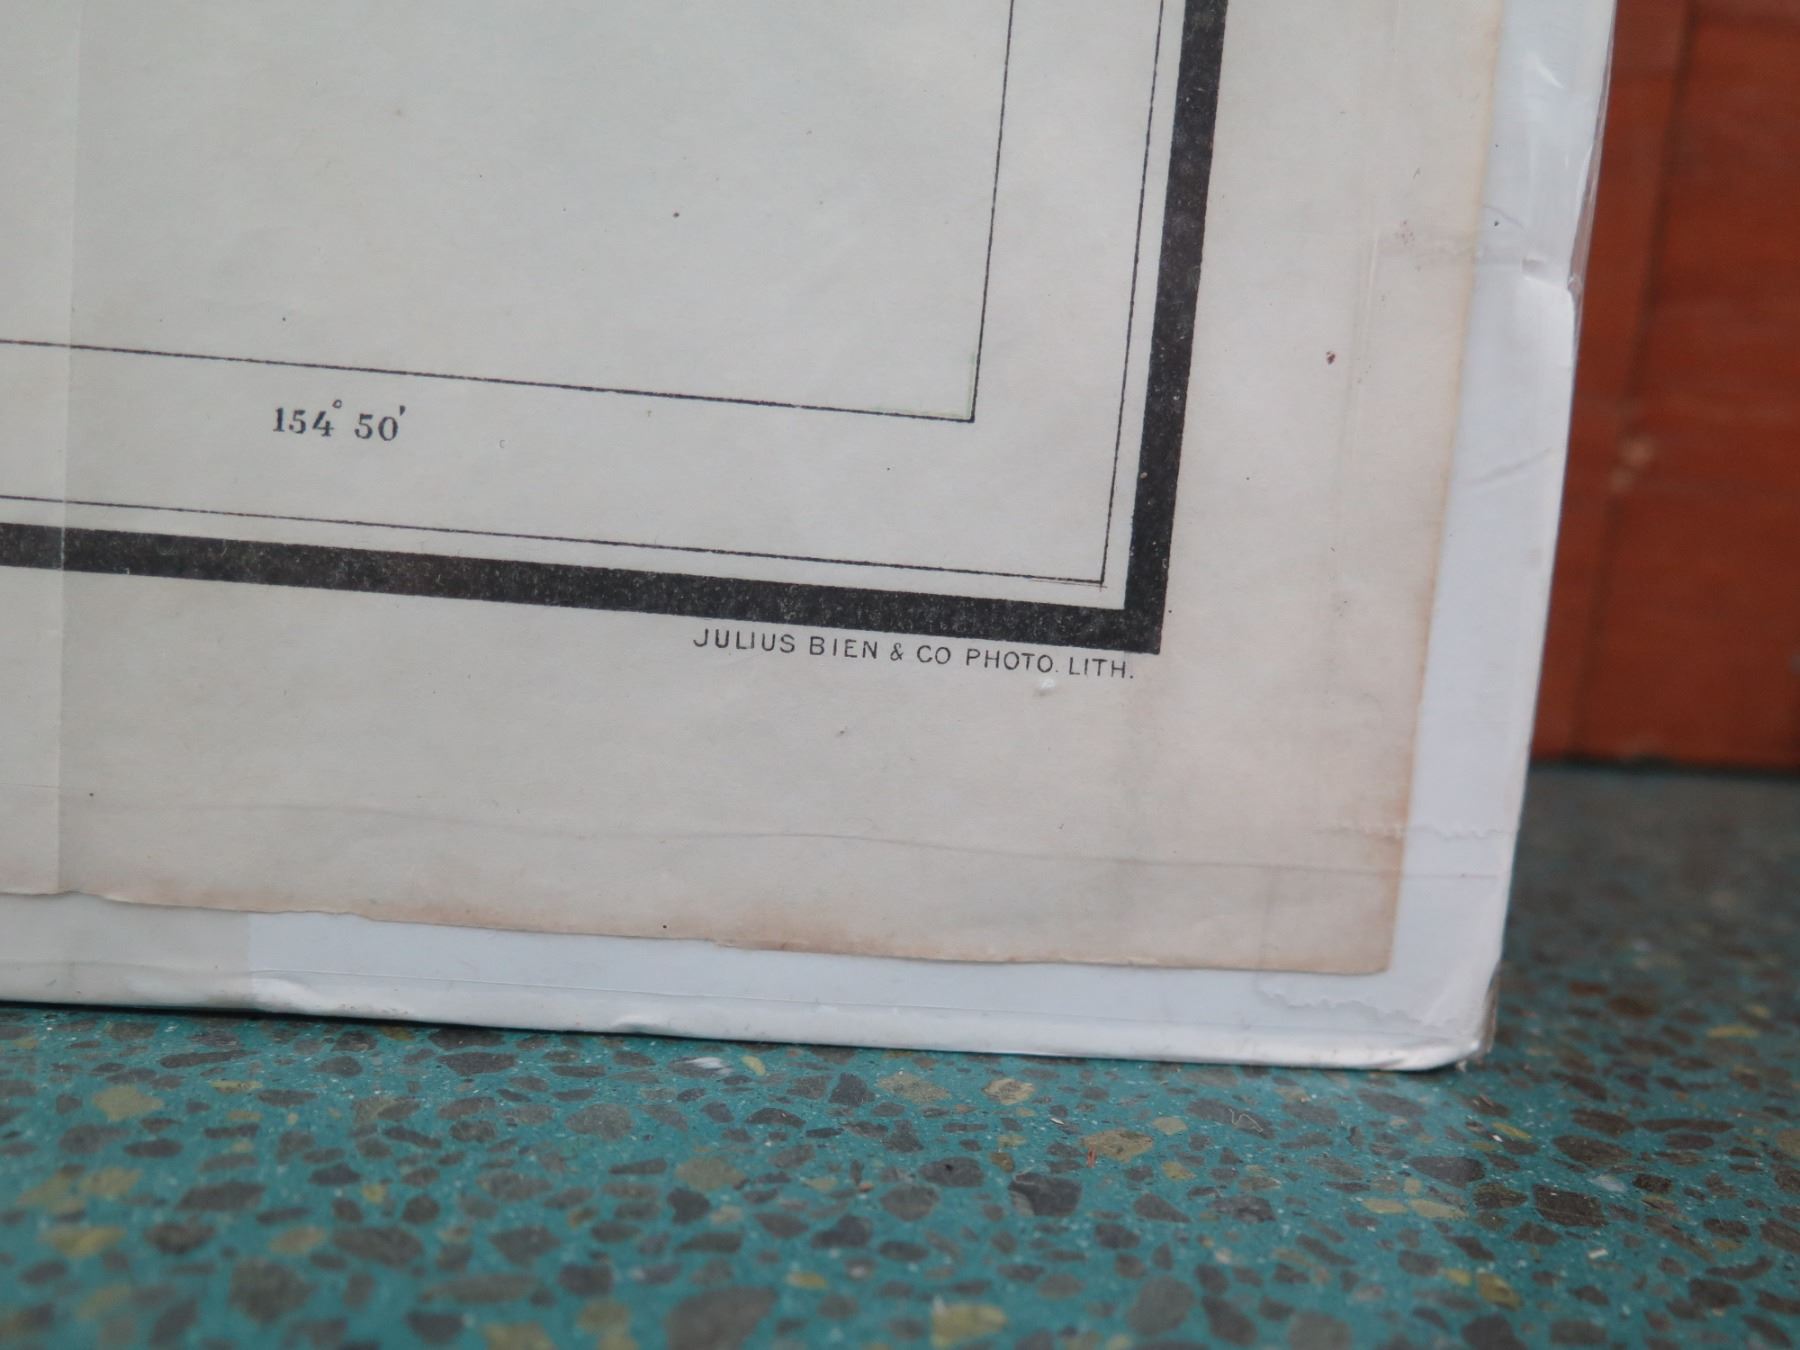 154° 50'
JULIUS BIEN & CO PHOTO. LITH.